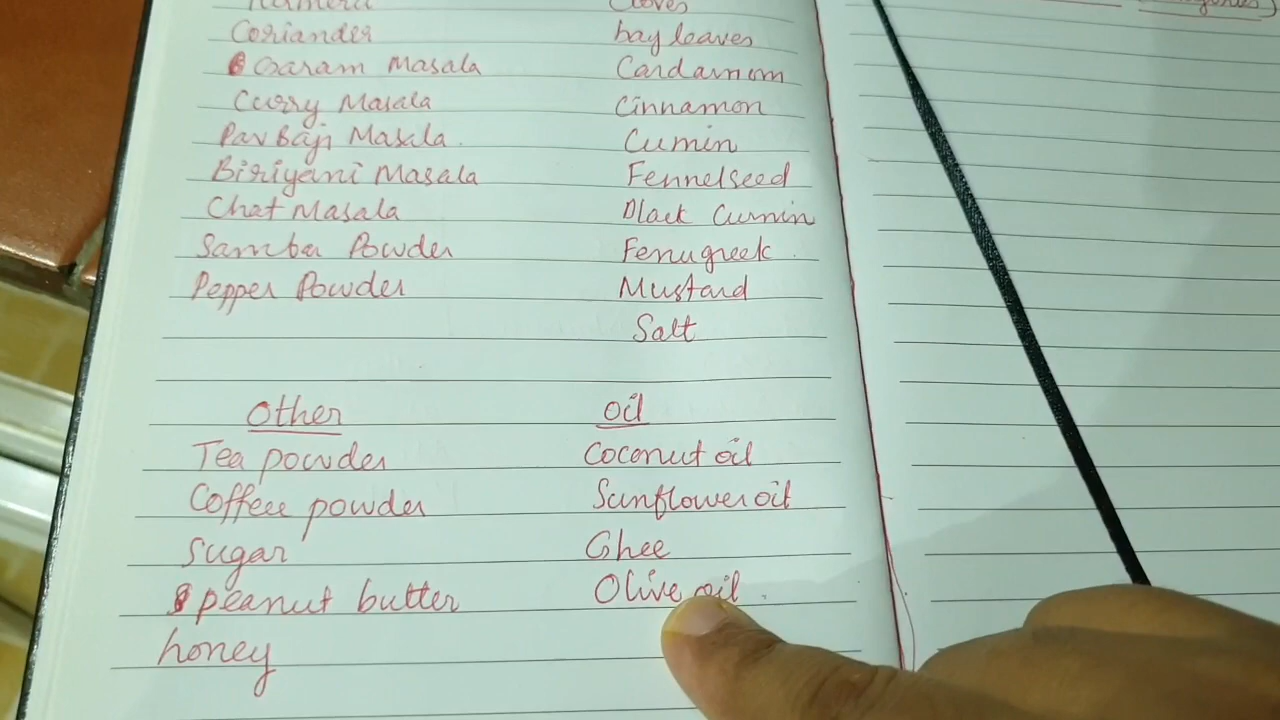 Cloves
Coriander bay leaves
Garam Masala Cardamom
Curry Masala Cinnamon
Pav Baji Masala Cumin
Biriyani Masala Fennelseed
Chat Masala Black Cumin
Sambar Powder Fenugreek
Pepper Powder Mustard
Salt
Other Oil
Tea powder Coconut oil
Coffee powder Sunflower oil
Sugar Ghee
peanut butter Olive oil
honey